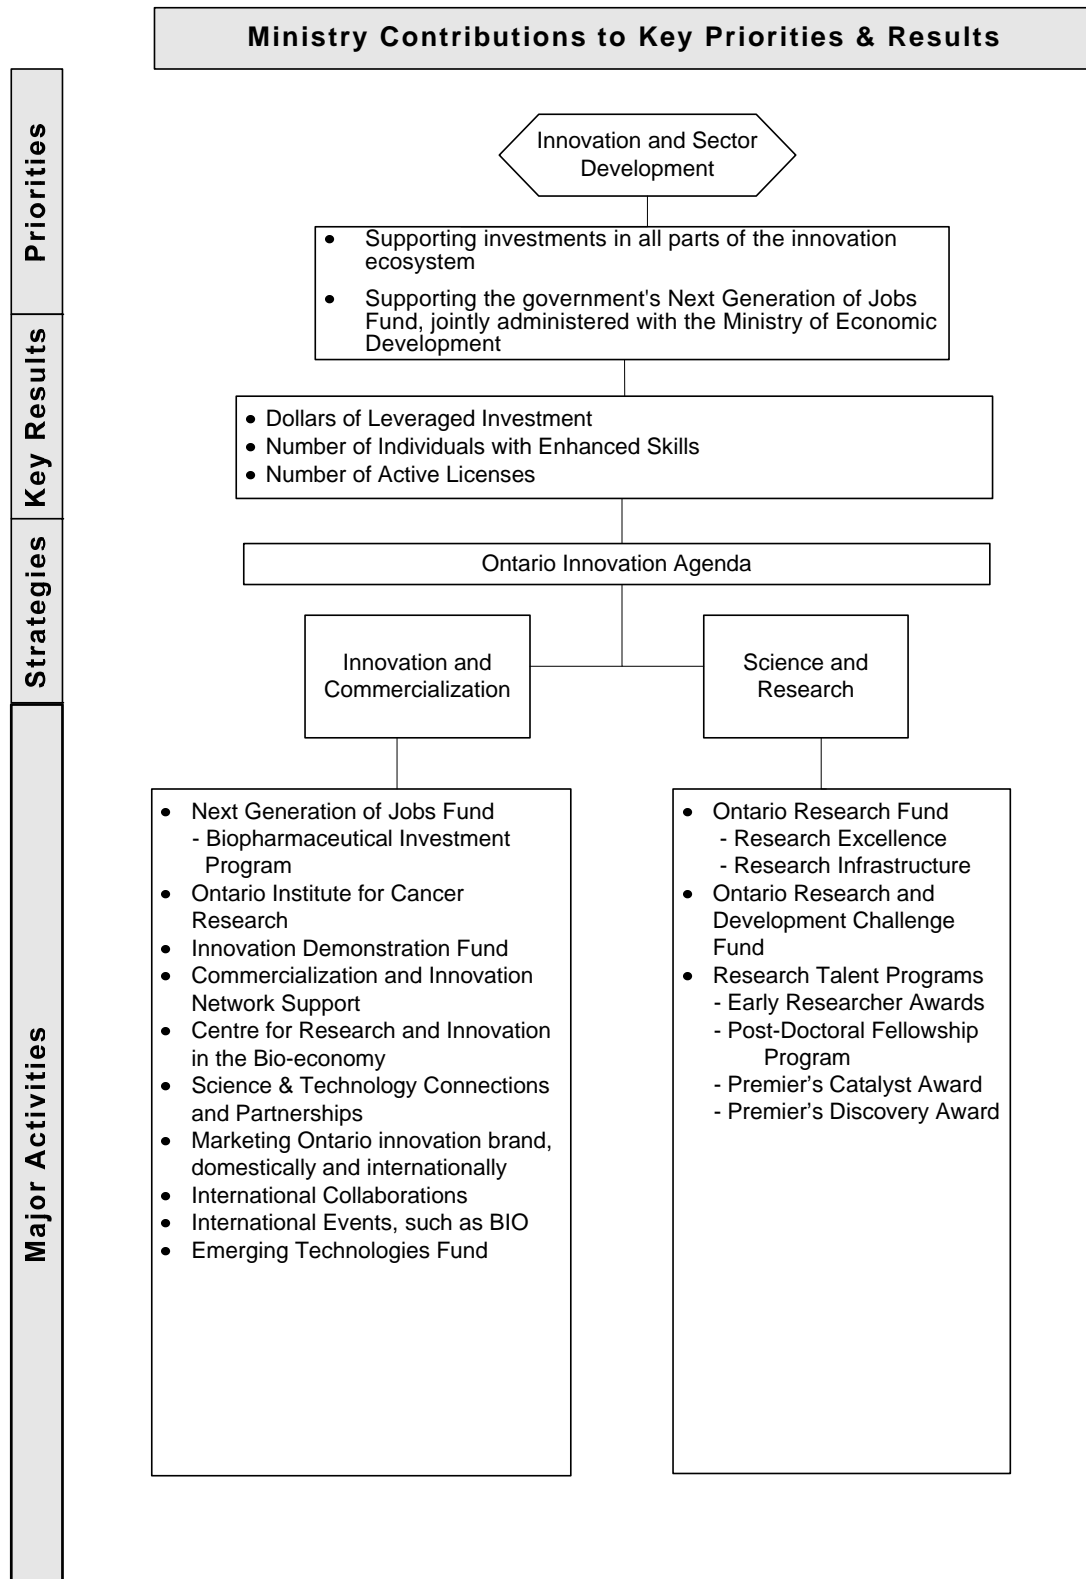 Ministry Contributions to Key Priorities & Results
Priorities
Innovation and Sector
Development
• Supporting investments in all parts of the innovation
ecosystem
• Supporting the government's Next Generation of Jobs
Fund, jointly administered with the Ministry of Economic
Development
Key Results
• Dollars of Leveraged Investment
• Number of Individuals with Enhanced Skills
• Number of Active Licenses
Strategies
Ontario Innovation Agenda
Innovation and
Commercialization
Science and
Research
Major Activities
• Next Generation of Jobs Fund
- Biopharmaceutical Investment
Program
• Ontario Institute for Cancer
Research
• Innovation Demonstration Fund
• Commercialization and Innovation
Network Support
• Centre for Research and Innovation
in the Bio-economy
• Science & Technology Connections
and Partnerships
• Marketing Ontario innovation brand,
domestically and internationally
• International Collaborations
• International Events, such as BIO
• Emerging Technologies Fund
• Ontario Research Fund
- Research Excellence
- Research Infrastructure
• Ontario Research and
Development Challenge
Fund
• Research Talent Programs
- Early Researcher Awards
- Post-Doctoral Fellowship
Program
- Premier’s Catalyst Award
- Premier’s Discovery Award